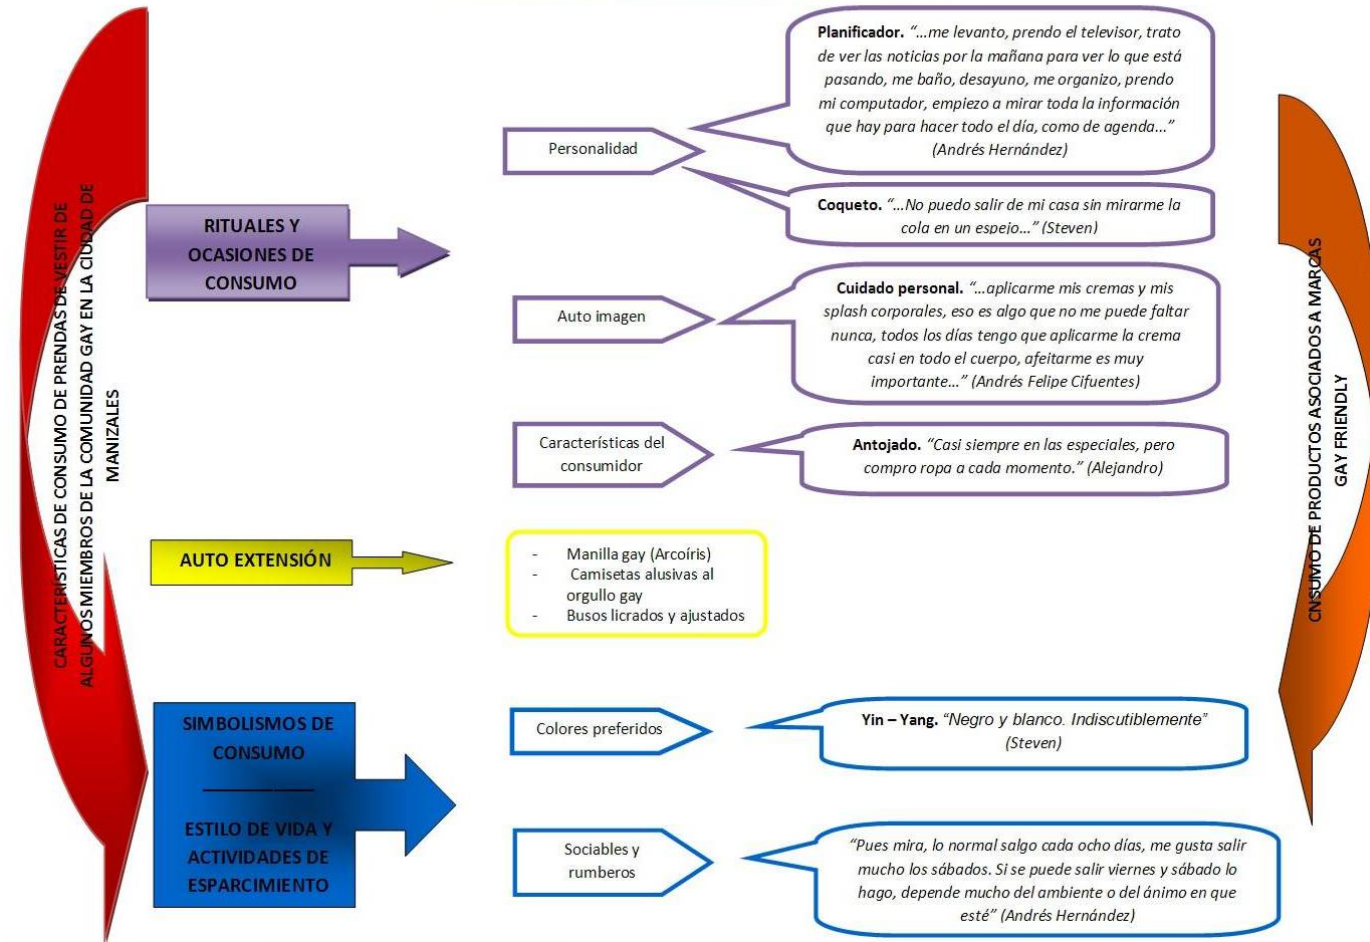 CARACTERÍSTICAS DE CONSUMO DE PRENDAS DE VESTIR DE
ALGUNOS MIEMBROS DE LA COMUNIDAD GAY EN LA CIUDAD DE
MANIZALES
RITUALES Y
OCASIONES DE
CONSUMO
Personalidad
Planificador. “…me levanto, prendo el televisor, trato
de ver las noticias por la mañana para ver lo que está
pasando, me baño, desayuno, me organizo, prendo
mi computador, empiezo a mirar toda la información
que hay para hacer todo el día, como de agenda…”
(Andrés Hernández)
Coqueto. “…No puedo salir de mi casa sin mirarme la
cola en un espejo…” (Steven)
Auto imagen
Cuidado personal. “…aplicarme mis cremas y mis
splash corporales, eso es algo que no me puede faltar
nunca, todos los días tengo que aplicarme la crema
casi en todo el cuerpo, afeitarme es muy
importante…” (Andrés Felipe Cifuentes)
Características del
consumidor
Antojado. “Casi siempre en las especiales, pero
compro ropa a cada momento.” (Alejandro)
AUTO EXTENSIÓN
- Manilla gay (Arcoíris)
- Camisetas alusivas al
orgullo gay
- Busos licrados y ajustados
SIMBOLISMOS DE
CONSUMO
ESTILO DE VIDA Y
ACTIVIDADES DE
ESPARCIMIENTO
Colores preferidos
Yin – Yang. “Negro y blanco. Indiscutiblemente”
(Steven)
Sociables y
rumberos
“Pues mira, lo normal salgo cada ocho días, me gusta salir
mucho los sábados. Si se puede salir viernes y sábado lo
hago, depende mucho del ambiente o del ánimo en que
esté” (Andrés Hernández)
CNSUMO DE PRODUCTOS ASOCIADOS A MARCAS
GAY FRIENDLY